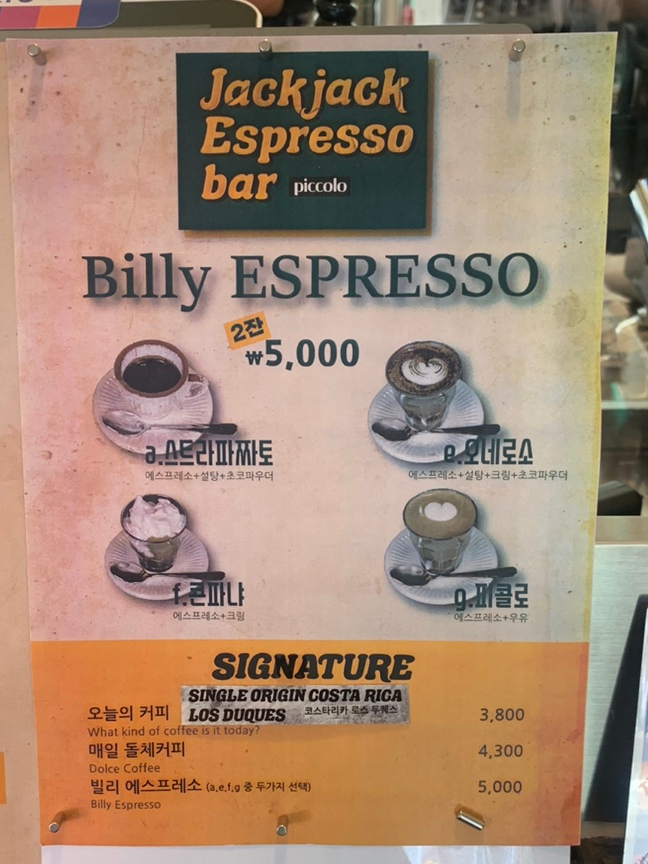 Jackjack
Espresso
bar piccolo
Billy ESPRESSO
2잔
₩5,000
a.스트라파짜토
에스프레소+설탕+초코파우더
e.오네로소
에스프레소+설탕+크림+초코파우더
f.콘파냐
에스프레소+크림
g.피콜로
에스프레소+우유
SIGNATURE
SINGLE ORIGIN COSTA RICA
LOS DUQUES 코스타리카 로스 두퀘스
오늘의 커피 3,800
What kind of coffee is it today?
매일 돌체커피 4,300
Dolce Coffee
빌리 에스프레소 (a,e,f,g 중 두가지 선택) 5,000
Billy Espresso